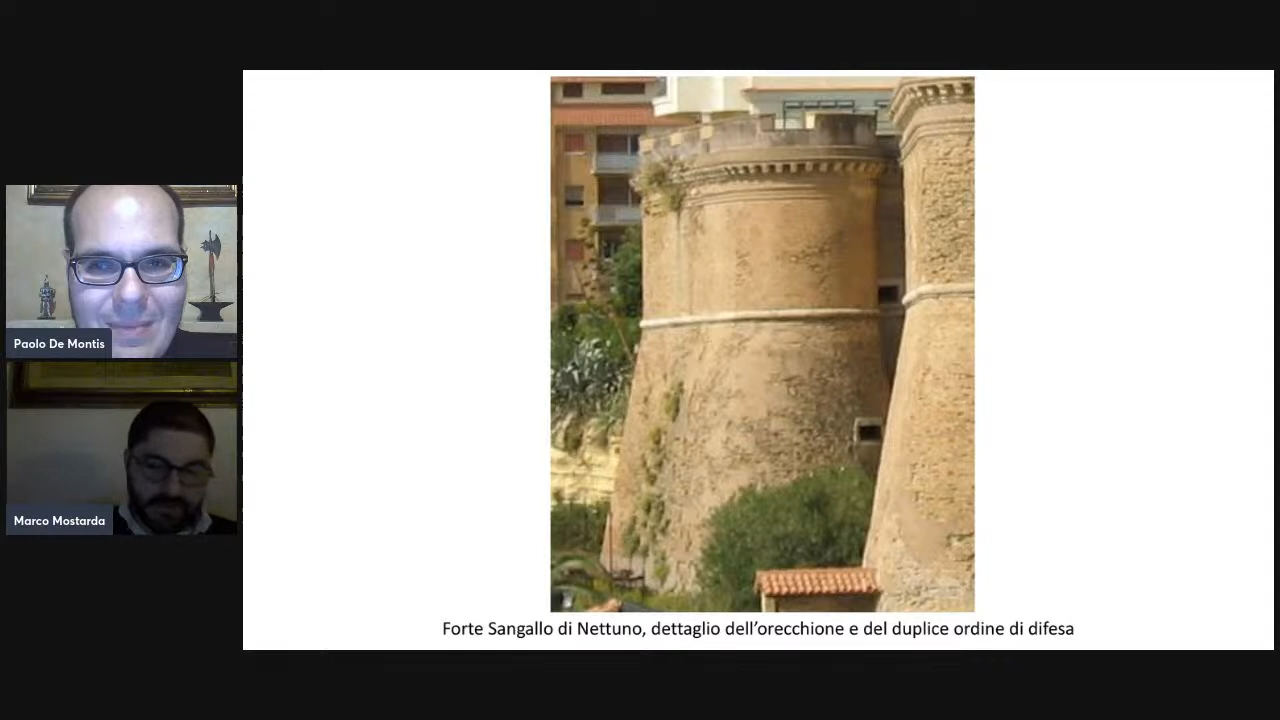 Paolo De Montis
Marco Mostarda
Forte Sangallo di Nettuno, dettaglio dell’orecchione e del duplice ordine di difesa